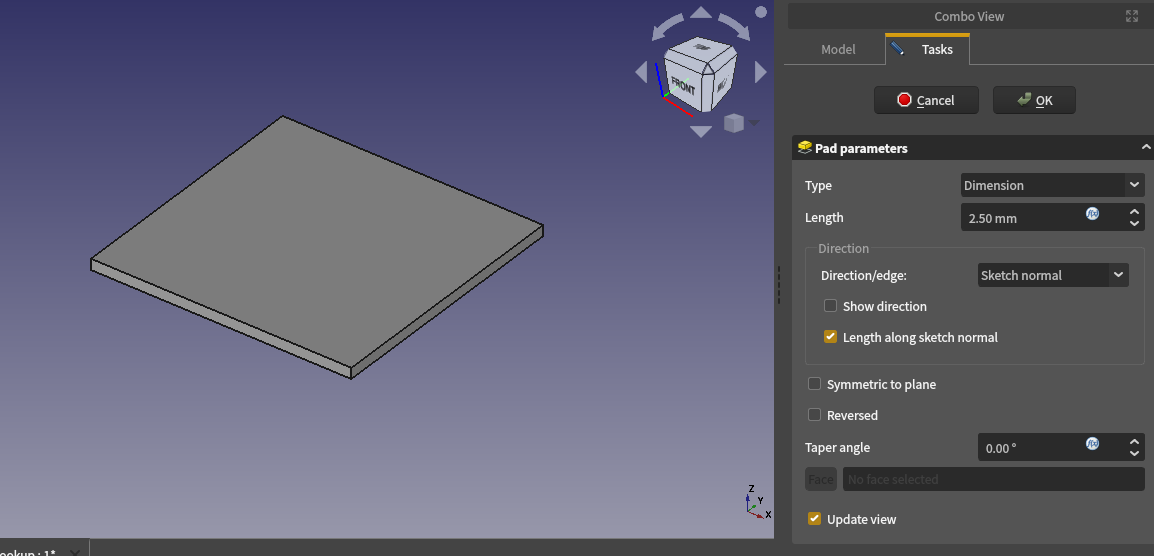 Combo View
Model
Tasks
Cancel
OK
FRONT
Pad parameters
Type
Dimension
Length
2.50 mm
f(x)
Direction
Direction/edge:
Sketch normal
Show direction
Length along sketch normal
Symmetric to plane
Reversed
Taper angle
0.00 °
f(x)
Face
No face selected
Update view
Z
Y
X
ookup : 1*